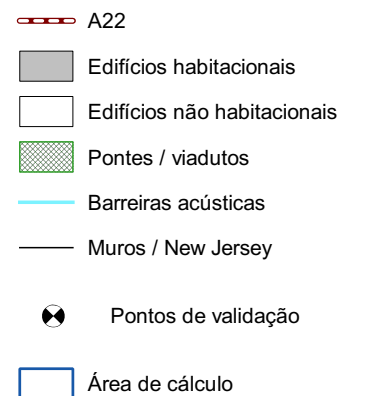 A22
Edifícios habitacionais
Edifícios não habitacionais
Pontes / viadutos
Barreiras acústicas
Muros / New Jersey
Pontos de validação
Área de cálculo